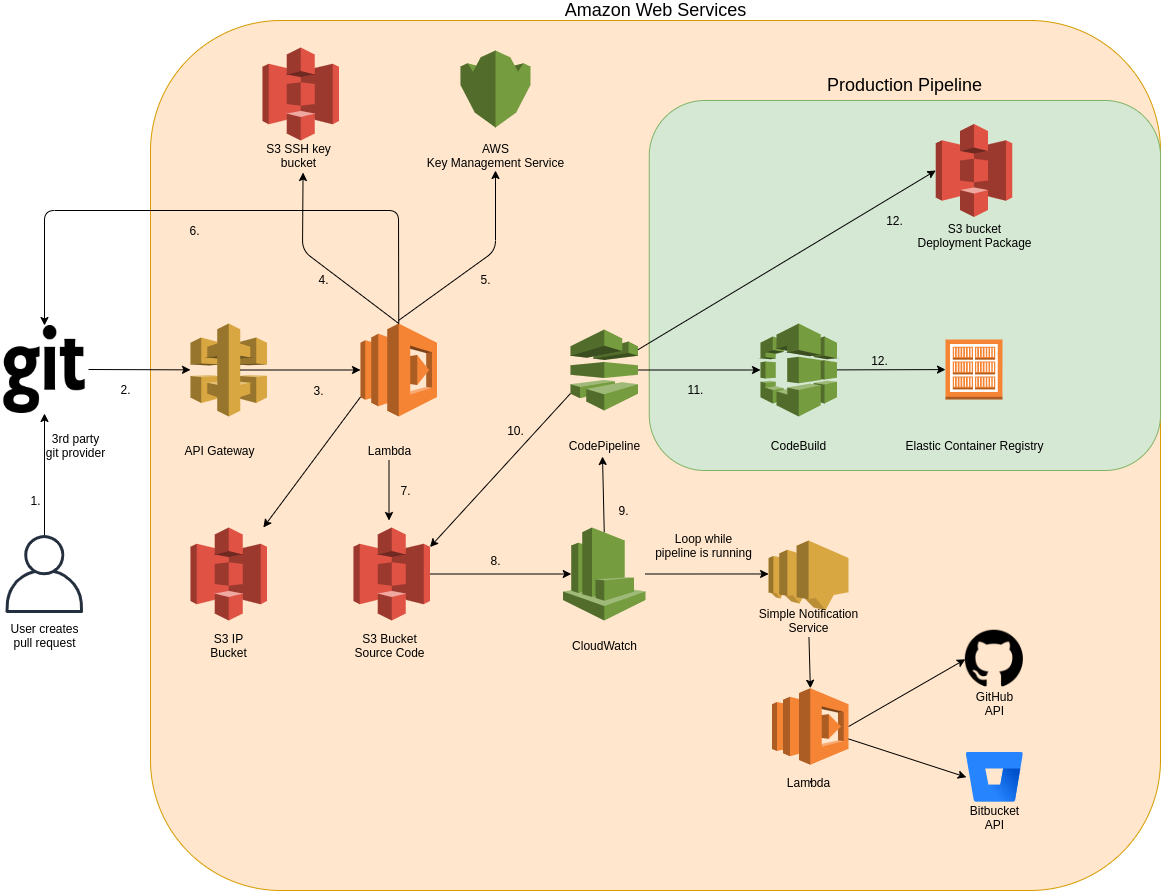 Amazon Web Services
Production Pipeline
S3 SSH key
bucket
AWS
Key Management Service
S3 bucket
Deployment Package
12.
6.
4.
5.
git
2.
3.
11.
12.
3rd party
git provider
API Gateway
Lambda
CodePipeline
CodeBuild
Elastic Container Registry
10.
1.
7.
9.
8.
Loop while
pipeline is running
User creates
pull request
S3 IP
Bucket
S3 Bucket
Source Code
CloudWatch
Simple Notification
Service
GitHub
API
Lambda
Bitbucket
API